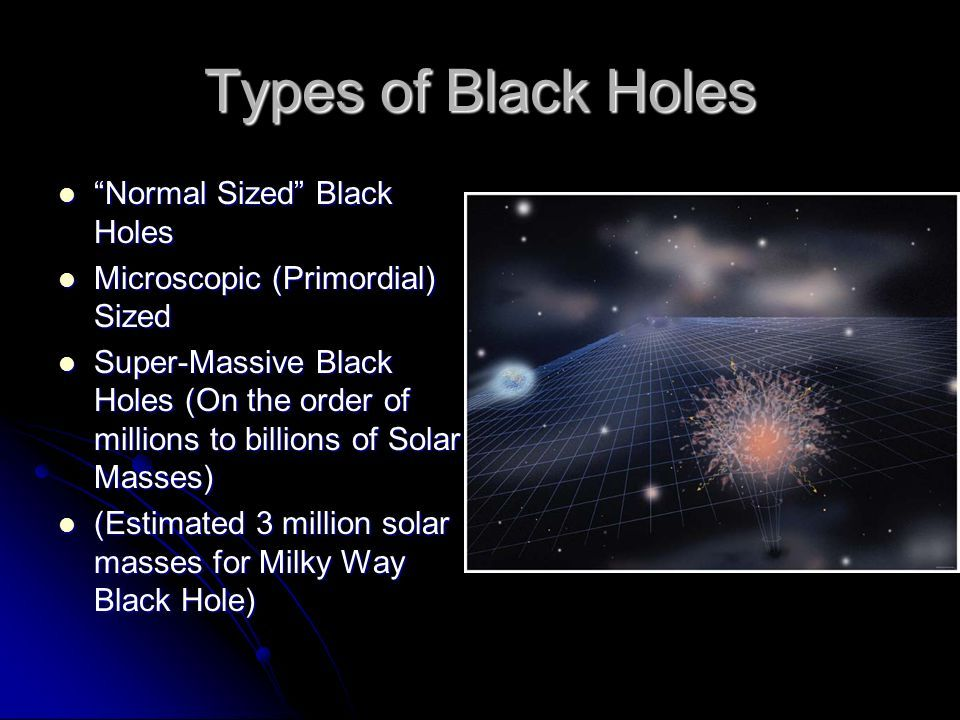 Types of Black Holes
“Normal Sized” Black
Holes
Microscopic (Primordial)
Sized
Super-Massive Black
Holes (On the order of
millions to billions of Solar
Masses)
(Estimated 3 million solar
masses for Milky Way
Black Hole)